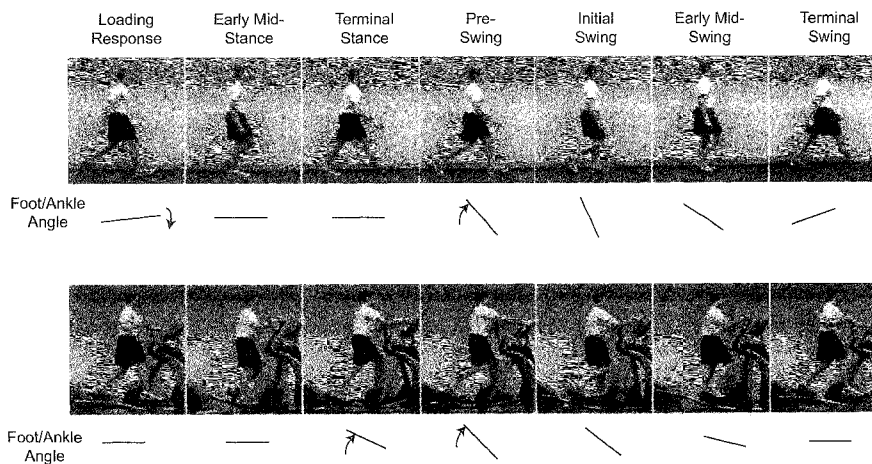 Loading
Response
Early Mid-
Stance
Terminal
Stance
Pre-
Swing
Initial
Swing
Early Mid-
Swing
Terminal
Swing
Foot/Ankle
Angle
Foot/Ankle
Angle